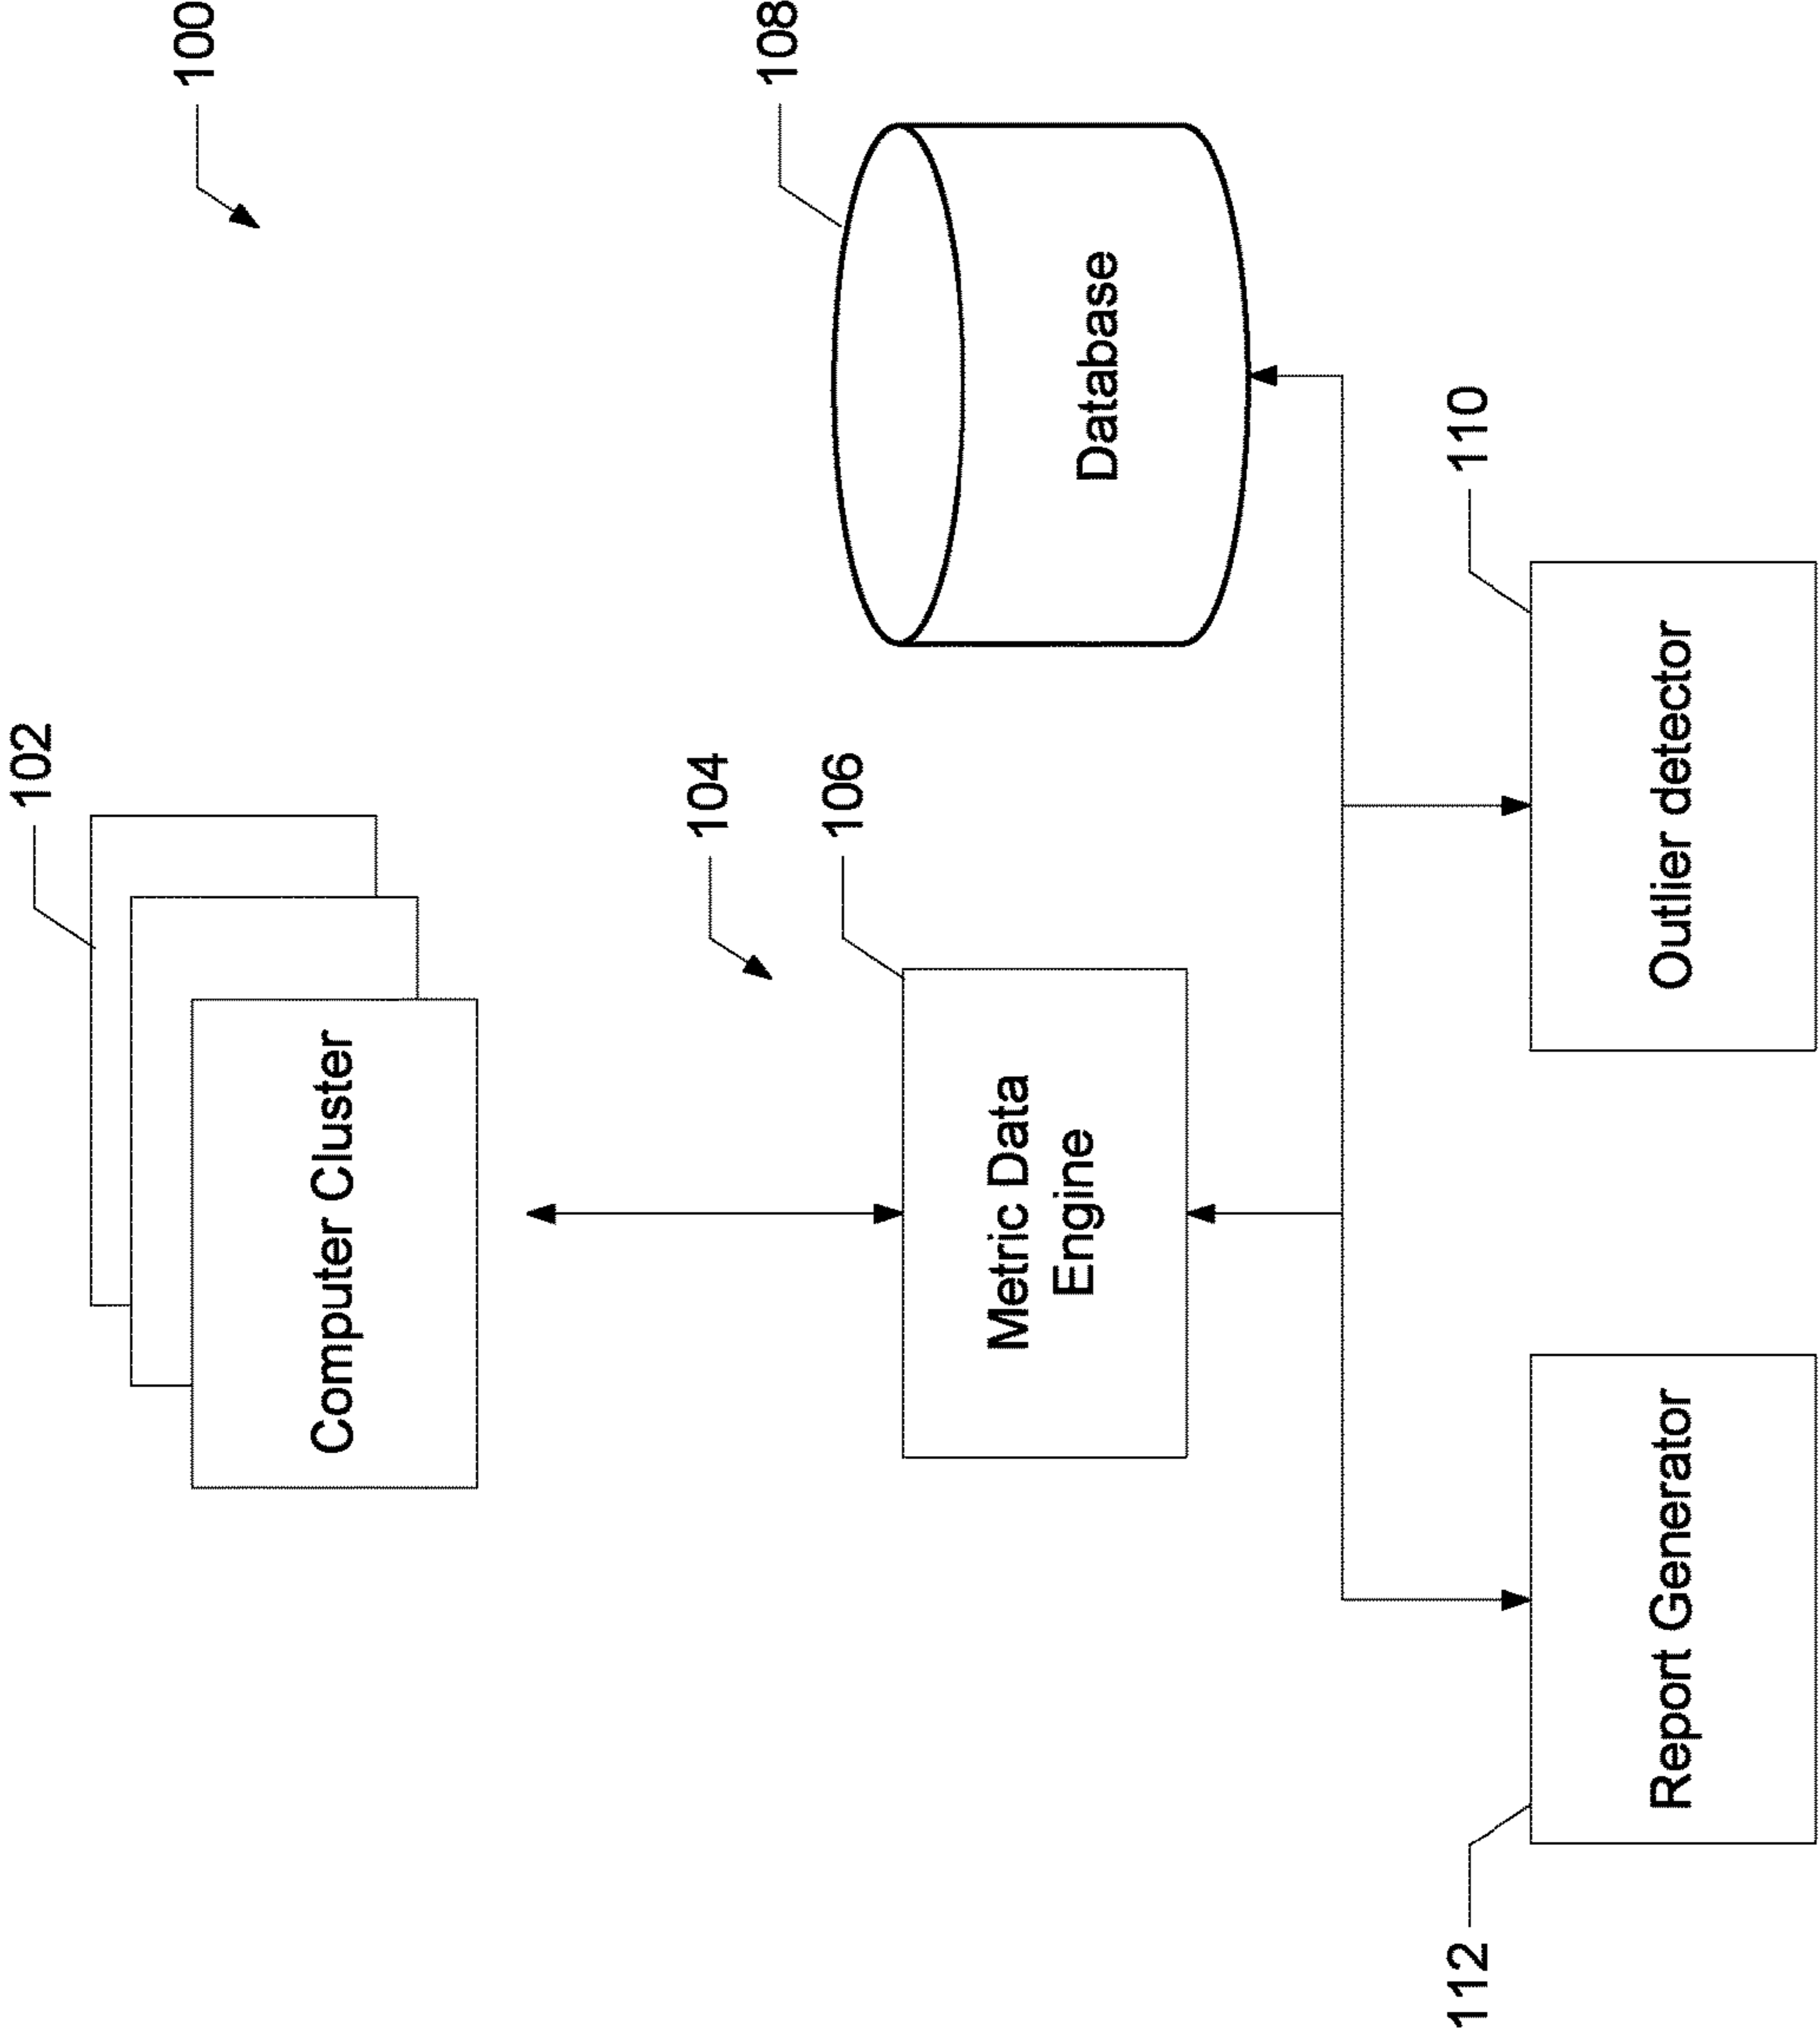 100
102
Computer Cluster
104
106
Metric Data
Engine
108
Database
110
Outlier detector
112
Report Generator